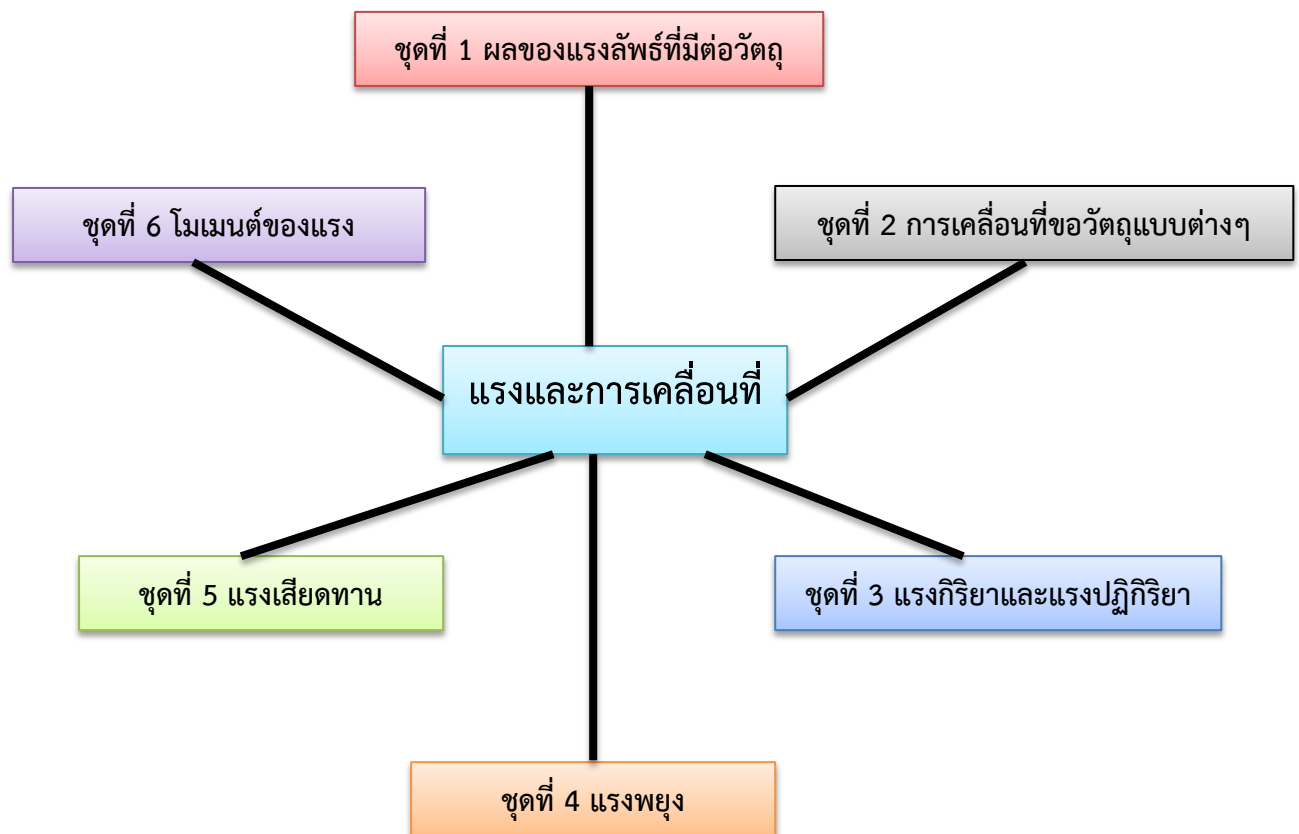 ชุดที่ 1 ผลของแรงลัพธ์ที่มีต่อวัตถุ
ชุดที่ 6 โมเมนต์ของแรง
ชุดที่ 2 การเคลื่อนที่ขอวัตถุแบบต่างๆ
แรงและการเคลื่อนที่
ชุดที่ 5 แรงเสียดทาน
ชุดที่ 3 แรงกิริยาและแรงปฏิกิริยา
ชุดที่ 4 แรงพยุง